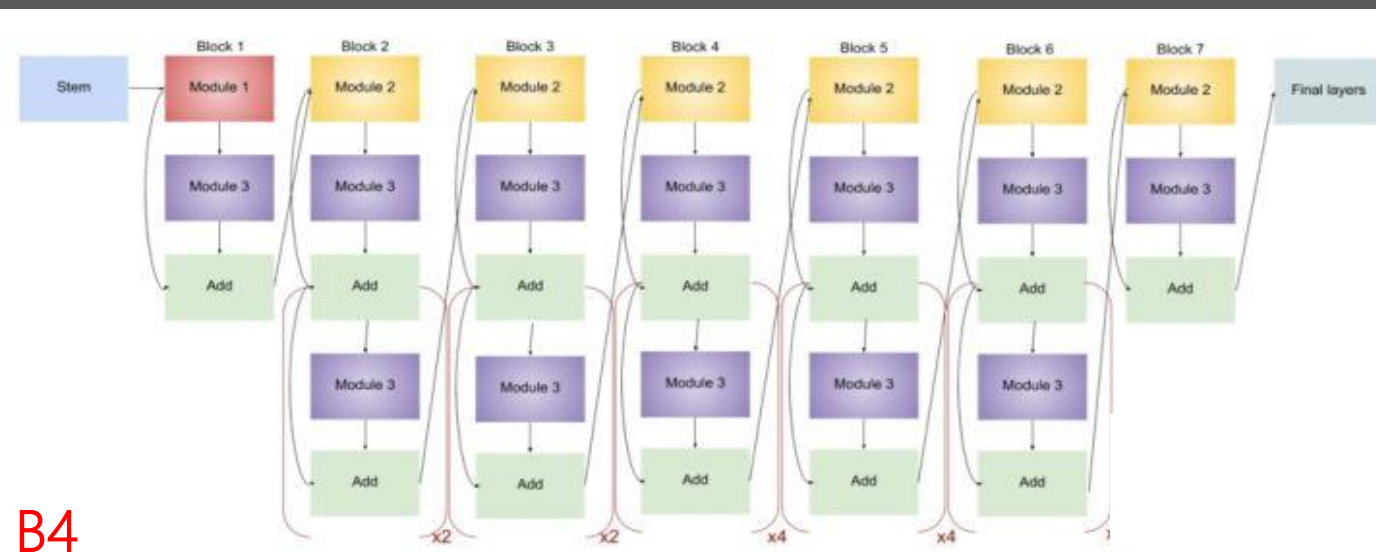 Block 1 Block 2 Block 3 Block 4 Block 5 Block 6 Block 7
Stem Module 1 Module 2 Module 2 Module 2 Module 2 Module 2 Module 2 Final layers
Module 3 Module 3 Module 3 Module 3 Module 3 Module 3 Module 3
Add Add Add Add Add Add Add
Module 3 Module 3 Module 3 Module 3 Module 3
Add Add Add Add Add
x2 x2 x4 x4
B4